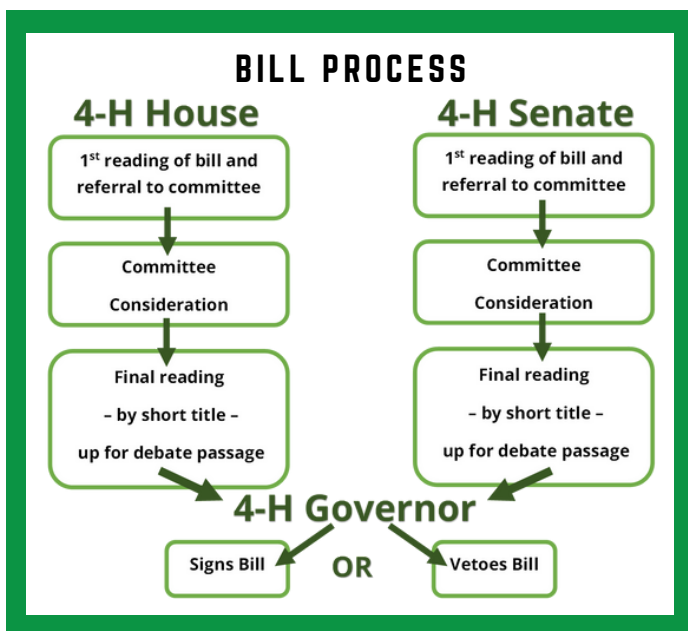 BILL PROCESS
4-H House
1st reading of bill and
referral to committee
Committee
Consideration
Final reading
– by short title –
up for debate passage
4-H Senate
1st reading of bill and
referral to committee
Committee
Consideration
Final reading
– by short title –
up for debate passage
4-H Governor
Signs Bill
OR
Vetoes Bill